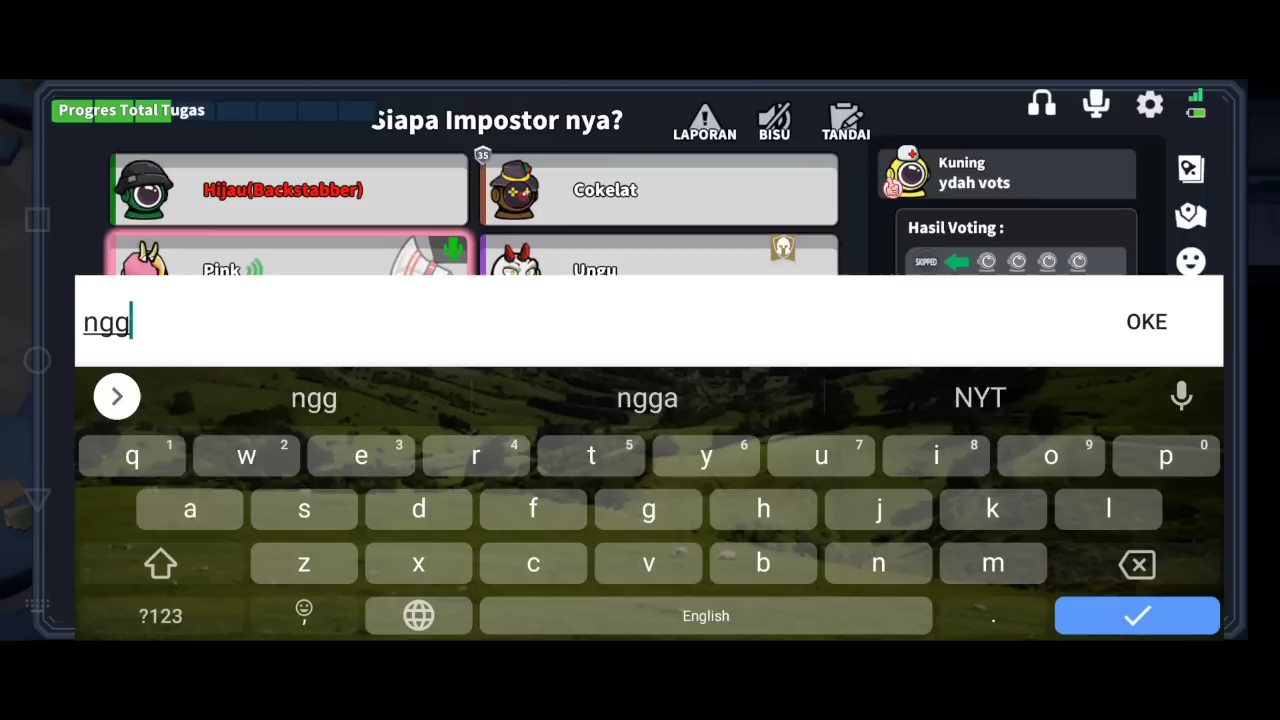 Progres Total Tugas
Siapa Impostor nya?
LAPORAN
BISU
TANDAI
35
Hijau(Backstabber)
Cokelat
Pink
Ungu
Kuning
ydah vots
Hasil Voting :
SKIPPED
ngg
OKE
ngg ngga NYT
q 1 w 2 e 3 r 4 t 5 y 6 u 7 i 8 o 9 p 0
a s d f g h j k l
z x c v b n m
?123 , English .